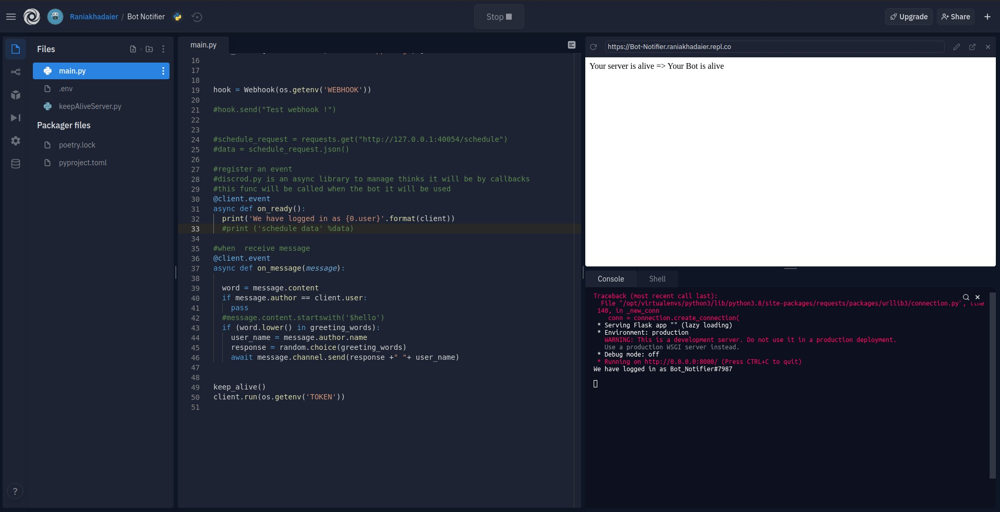 Raniakhadaier / Bot Notifier
Stop
Upgrade
Share
Files
main.py
.env
keepAliveServer.py
Packager files
poetry.lock
pyproject.toml
?
main.py
16
17
18
19 hook = Webhook(os.getenv('WEBHOOK'))
20
21 #hook.send("Test webhook !")
22
23
24 #schedule_request = requests.get("http://127.0.0.1:40054/schedule")
25 #data = schedule_request.json()
26
27 #register an event
28 #discrod.py is an async library to manage thinks it will be by callbacks
29 #this func will be called when the bot it will be used
30 @client.event
31 async def on_ready():
32 print('We have logged in as {0.user}'.format(client))
33 #print ('schedule data' %data)
34
35 #when  receive message
36 @client.event
37 async def on_message(message):
38
39 word = message.content
40 if message.author == client.user:
41 pass
42 #message.content.startswith('$hello')
43 if (word.lower() in greeting_words):
44 user_name = message.author.name
45 response = random.choice(greeting_words)
46 await message.channel.send(response +" "+ user_name)
47
48
49 keep_alive()
50 client.run(os.getenv('TOKEN'))
51
https://Bot-Notifier.raniakhadaier.repl.co
Your server is alive => Your Bot is alive
Console Shell
Traceback (most recent call last):
File "/opt/virtualenvs/python3/lib/python3.8/site-packages/requests/packages/urllib3/connection.py", line
140, in _new_conn
conn = connection.create_connection(
* Serving Flask app "" (lazy loading)
* Environment: production
WARNING: This is a development server. Do not use it in a production deployment.
Use a production WSGI server instead.
* Debug mode: off
* Running on http://0.0.0.0:8080/ (Press CTRL+C to quit)
We have logged in as Bot_Notifier#7987